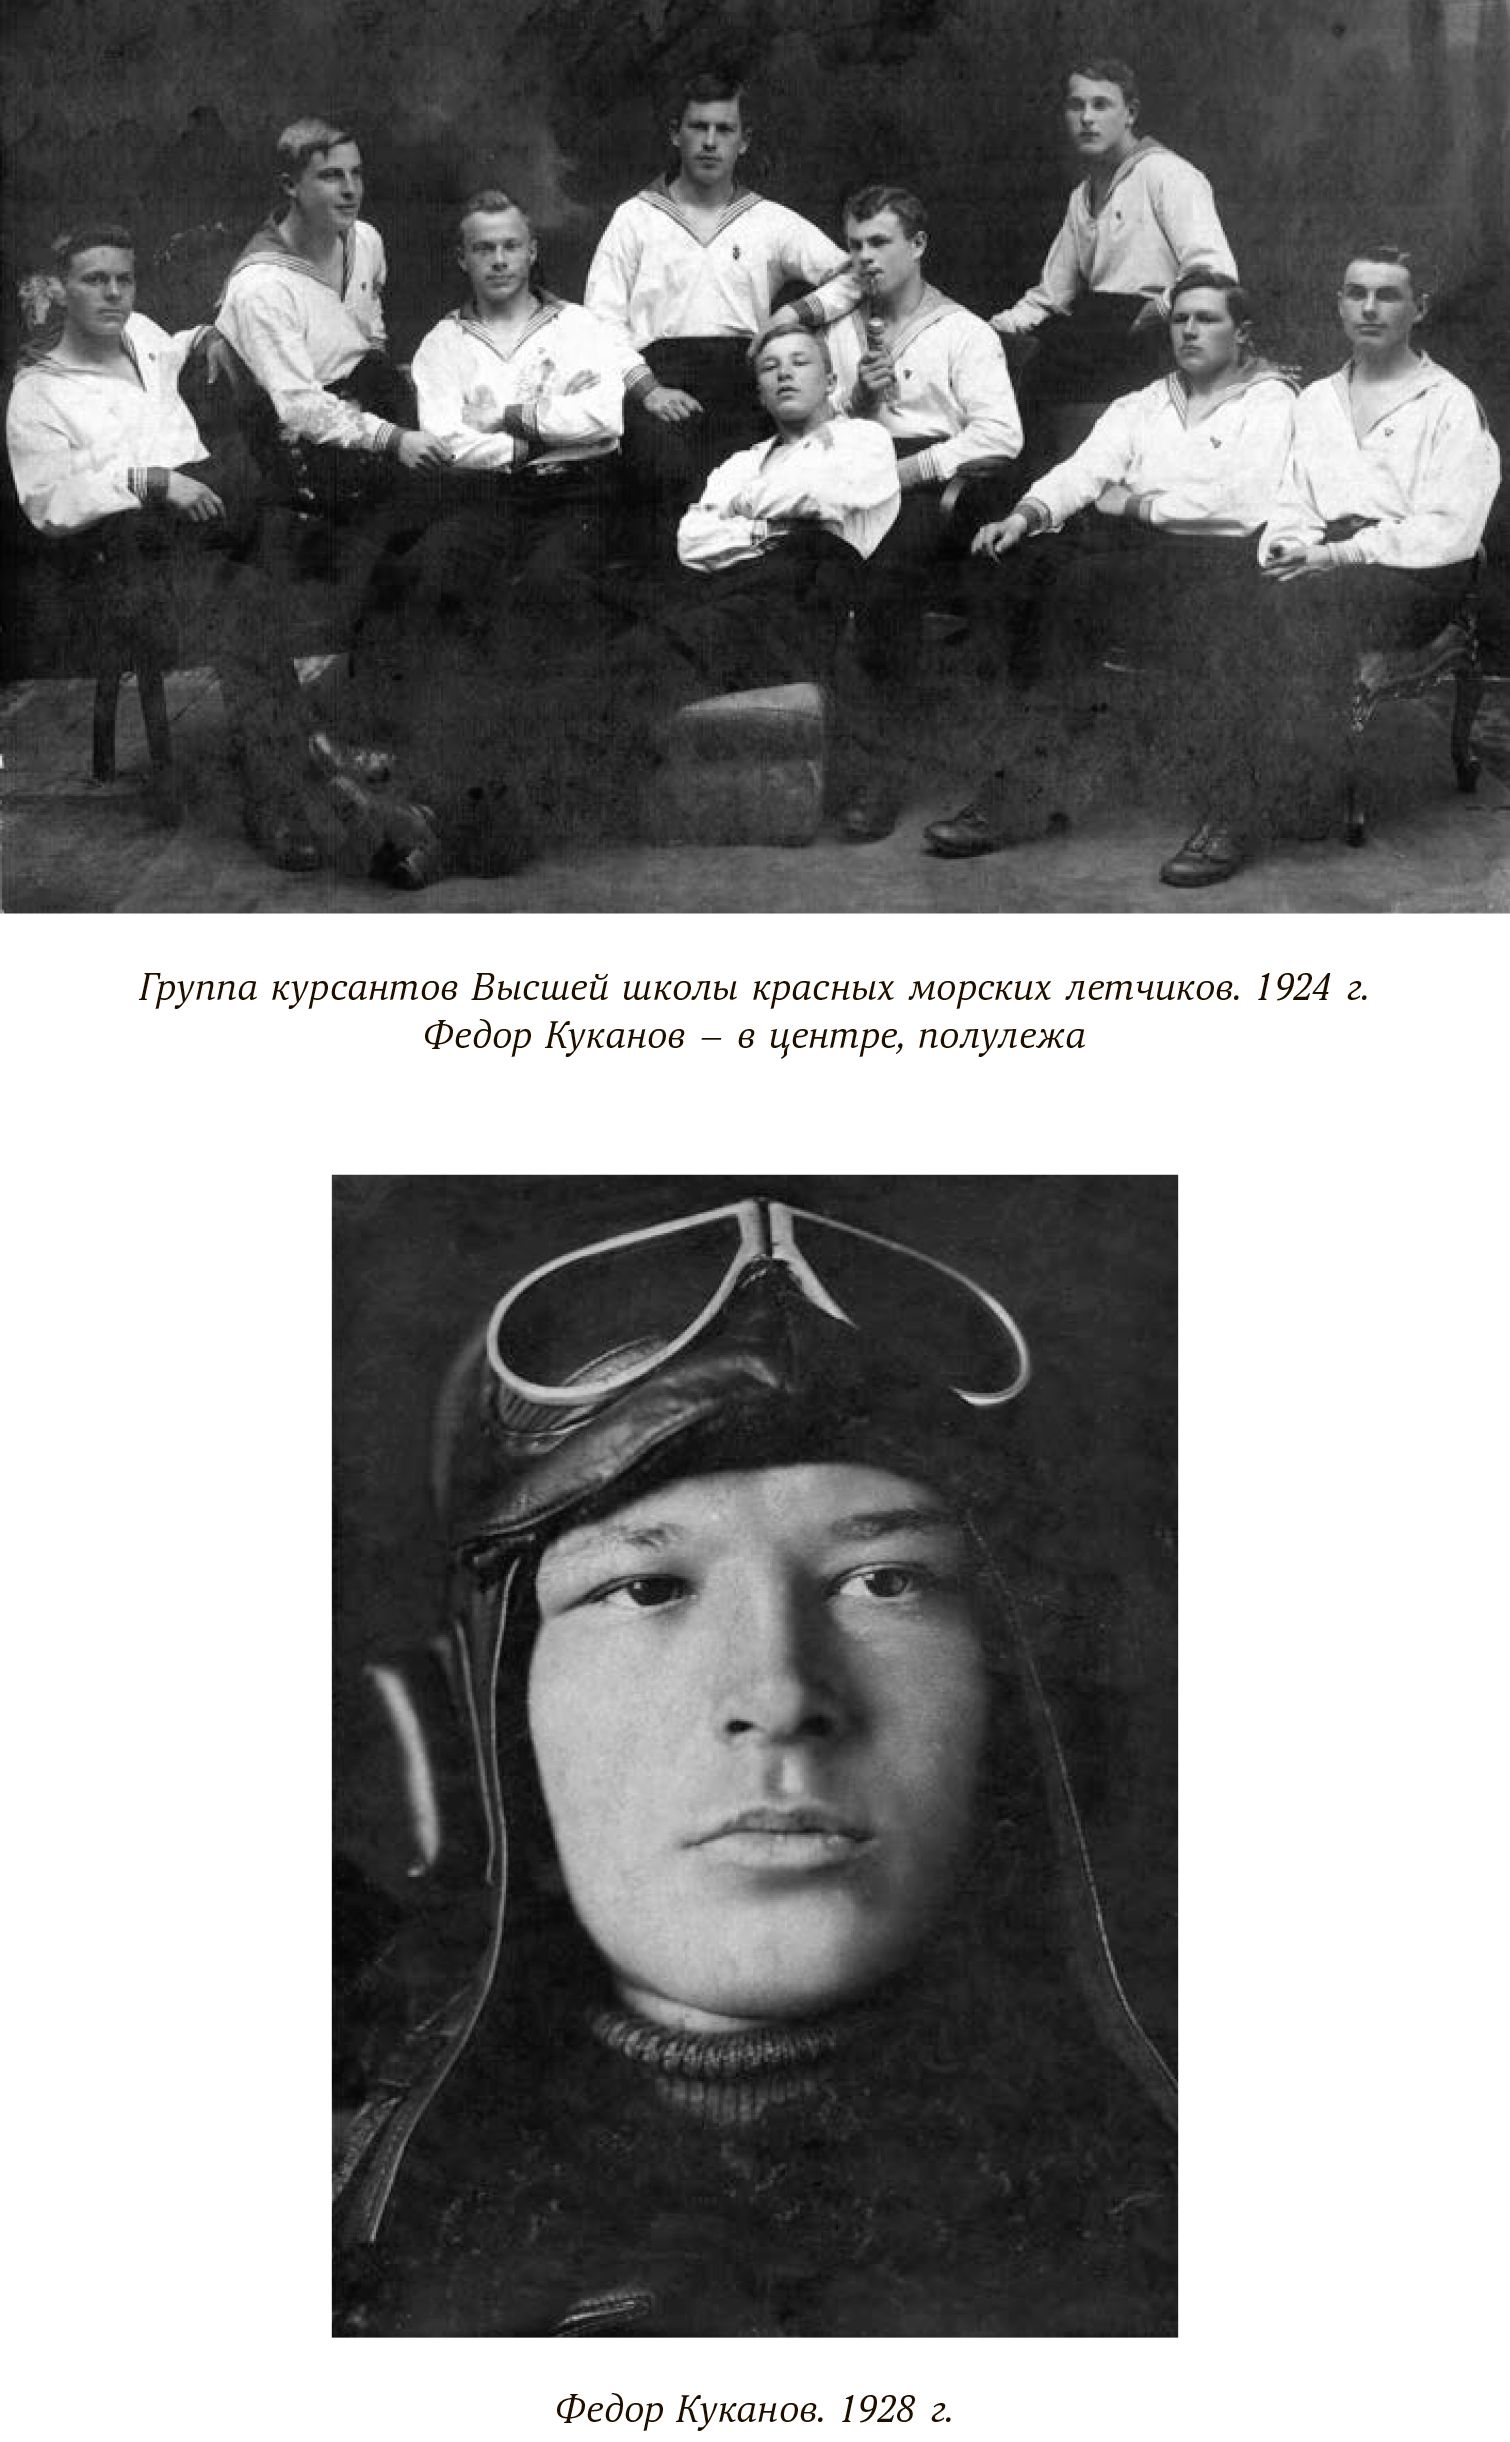 Группа курсантов Высшей школы красных морских летчиков. 1924 г.
Федор Куканов – в центре, полулежа
Федор Куканов. 1928 г.